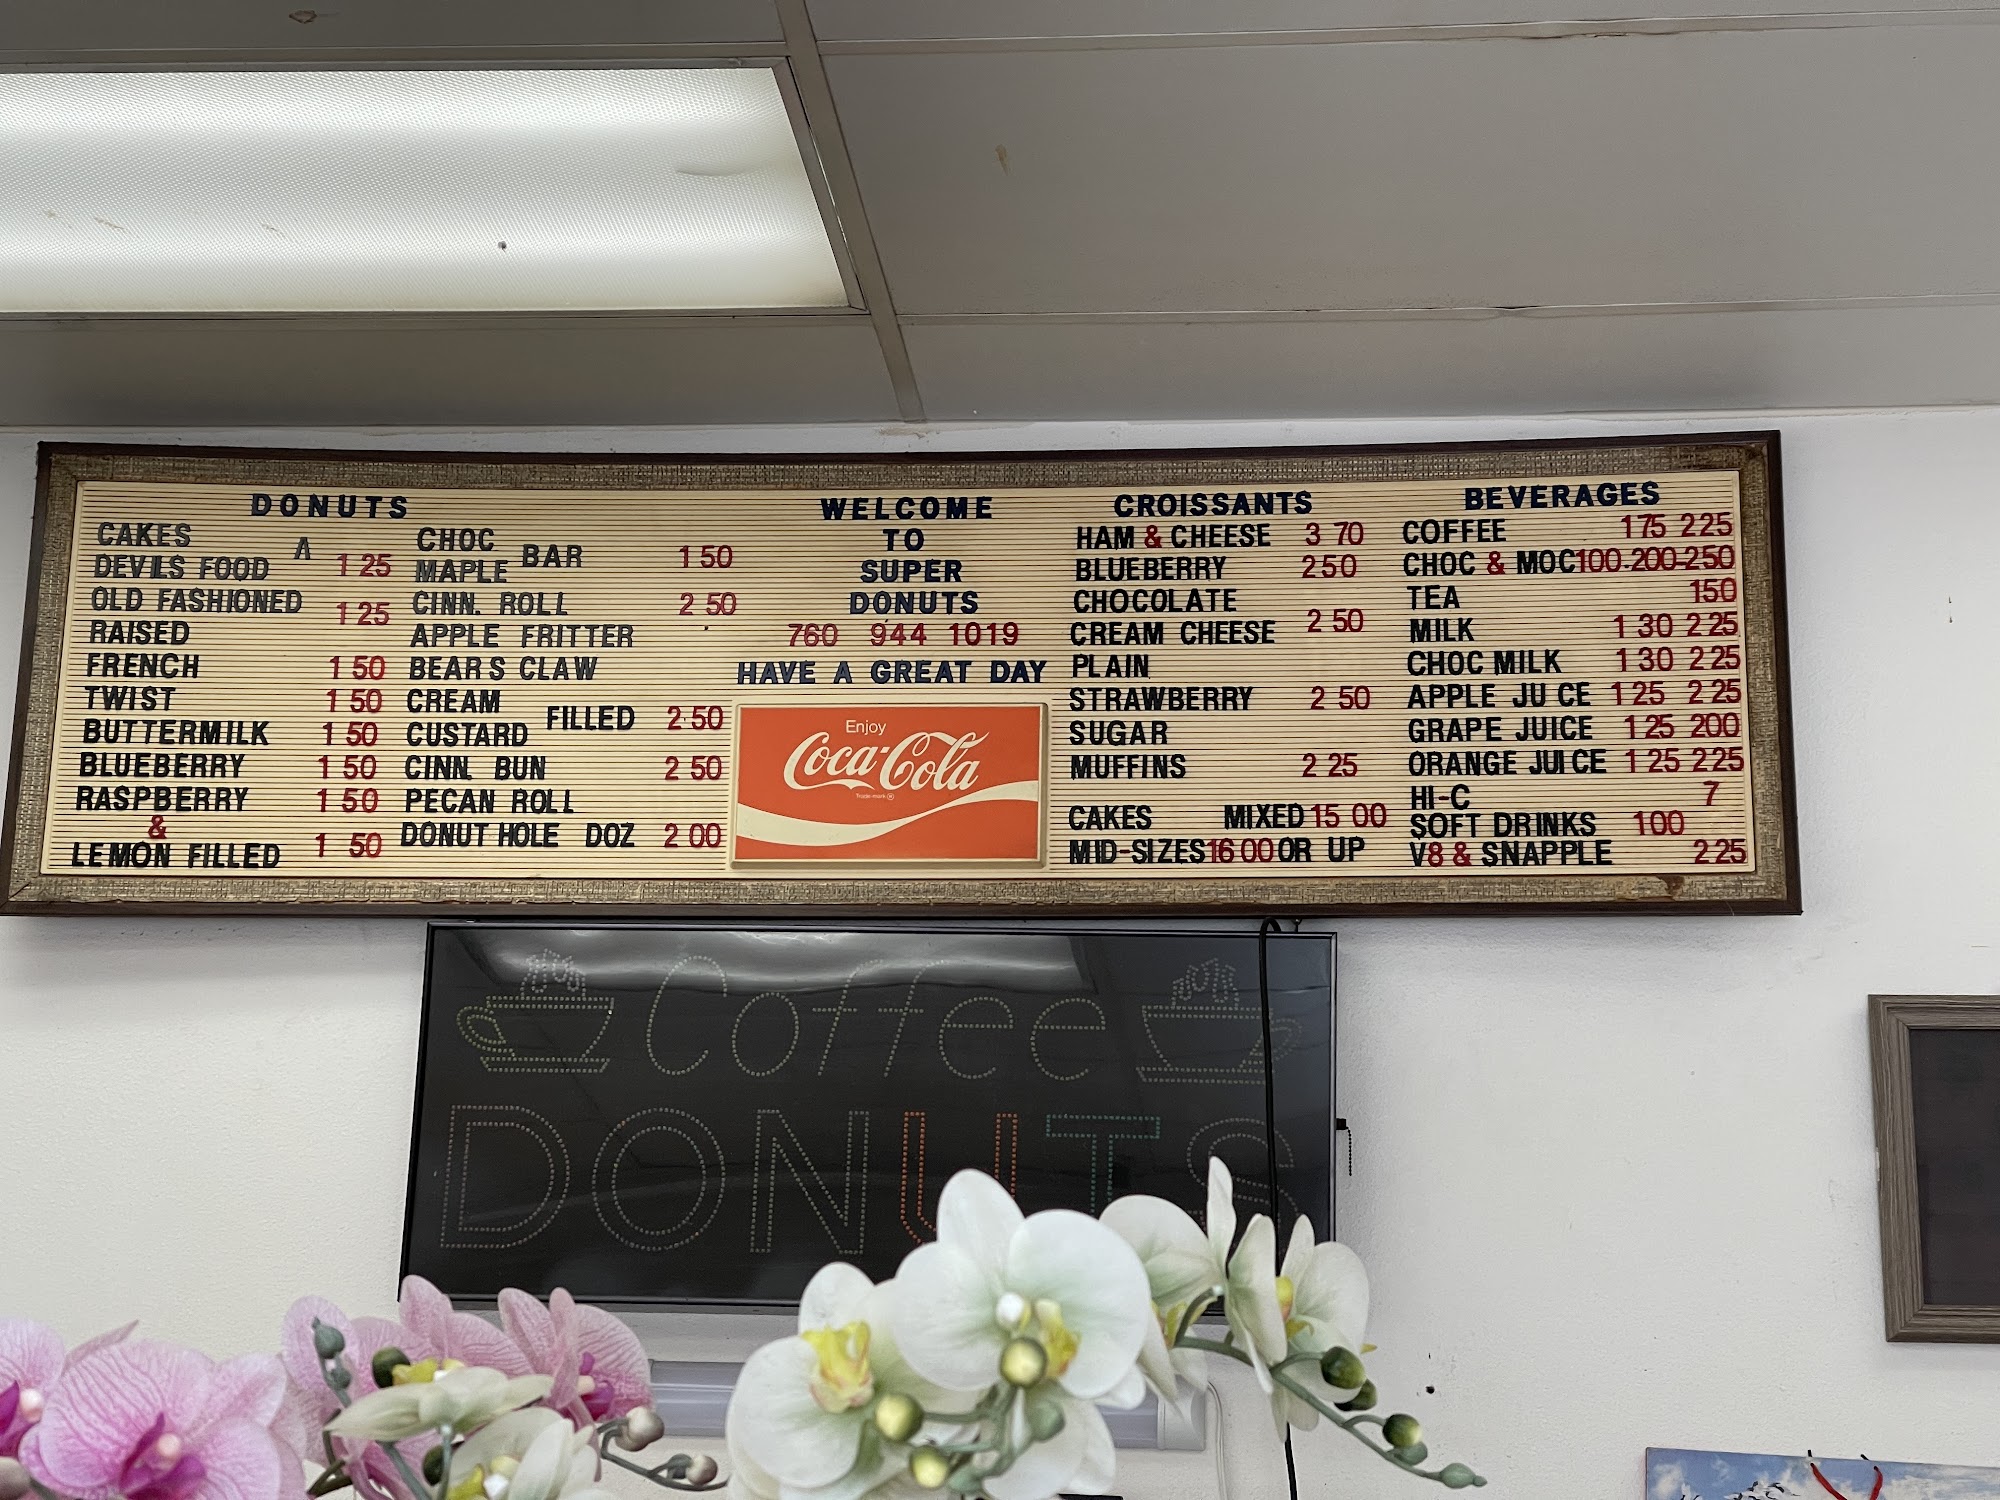 DONUTS
CAKES
DEVILS FOOD 1 25
OLD FASHIONED
RAISED 1 25
FRENCH 1 50
TWIST 1 50
BUTTERMILK 1 50
BLUEBERRY 1 50
RASPBERRY 1 50
&
LEMON FILLED 1 50
CHOC
MAPLE BAR 1 50
CINN. ROLL 2 50
APPLE FRITTER
BEAR S CLAW
CREAM
CUSTARD FILLED 2 50
CINN. BUN 2 50
PECAN ROLL
DONUT HOLE DOZ 2 00
WELCOME
TO
SUPER
DONUTS
760 944 1019
HAVE A GREAT DAY
Enjoy
Coca-Cola
Trade-mark ®
CROISSANTS
HAM & CHEESE 3 70
BLUEBERRY 2 50
CHOCOLATE
CREAM CHEESE 2 50
PLAIN
STRAWBERRY 2 50
SUGAR
MUFFINS 2 25
CAKES MIXED 15 00
MID-SIZES 16 00 OR UP
BEVERAGES
COFFEE 1 75 2 25
CHOC & MOC 100-200-250
TEA 150
MILK 1 30 2 25
CHOC MILK 1 30 2 25
APPLE JU CE 1 25 2 25
GRAPE JUICE 1 25 200
ORANGE JUICE 1 25 2 25
HI-C 7
SOFT DRINKS 100
V8 & SNAPPLE 2 25
Coffee
DONUTS